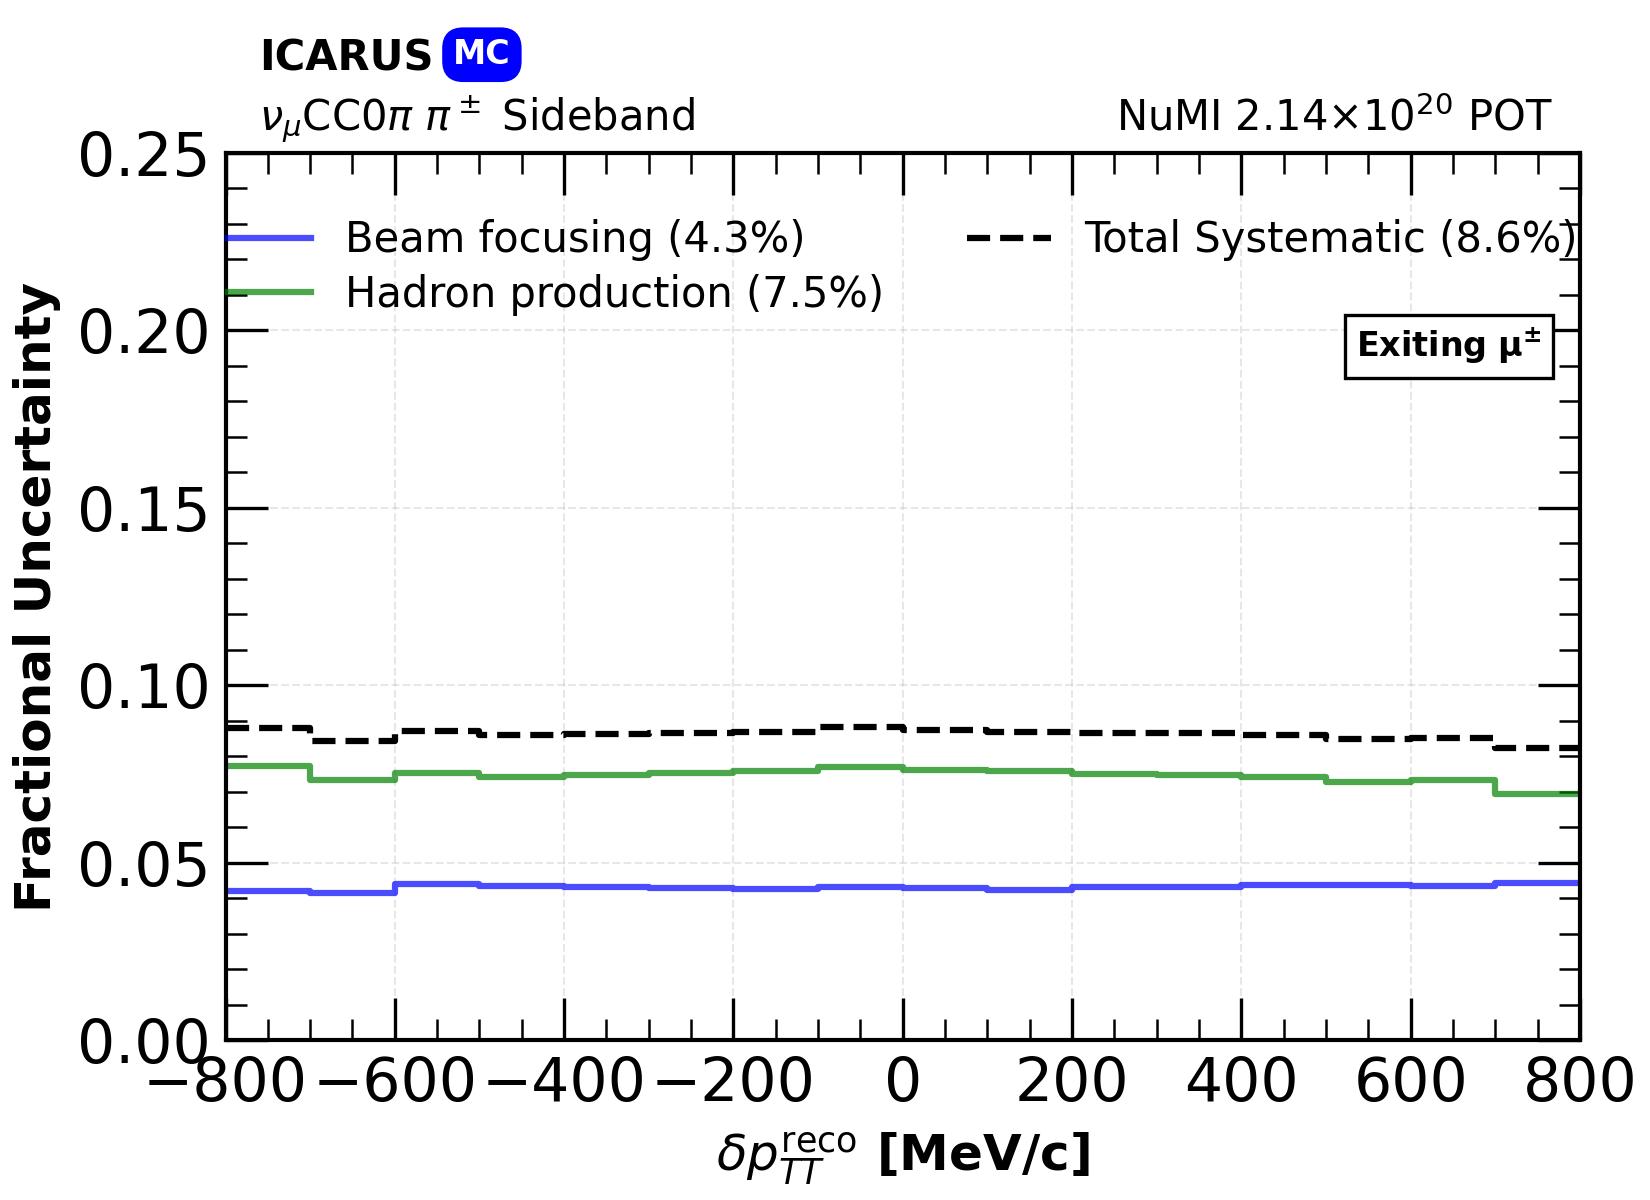 ICARUS MC
νμCC0π π± Sideband
NuMI 2.14×10²⁰ POT
0.25
0.20
0.15
0.10
0.05
0.00
Fractional Uncertainty
Beam focusing (4.3%)
Hadron production (7.5%)
Total Systematic (8.6%)
Exiting μ±
−800 −600 −400 −200 0 200 400 600 800
δp_TT^reco [MeV/c]